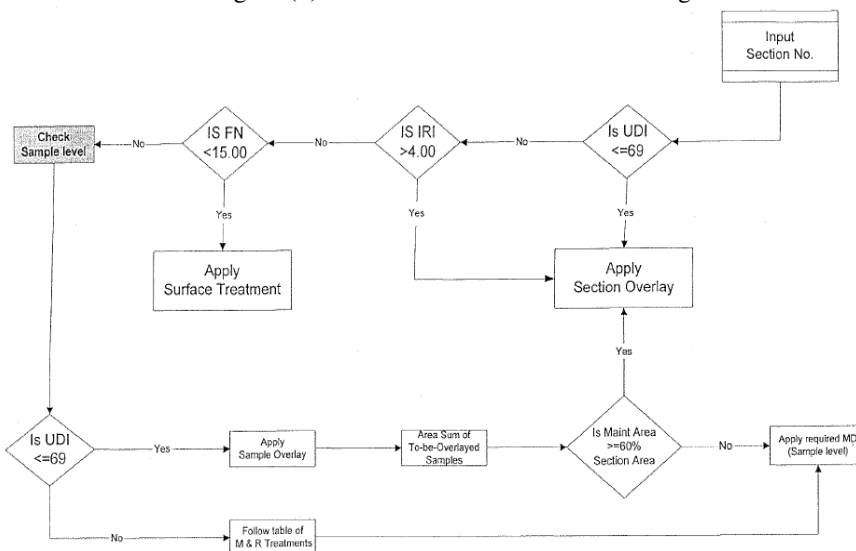 Input
Section No.
Is UDI
<=69
No
IS IRI
>4.00
No
IS FN
<15.00
No
Check
Sample level
Yes
Yes
Yes
Apply
Surface Treatment
Apply
Section Overlay
Yes
Is UDI
<=69
Yes
Apply
Sample Overlay
Area Sum of
To-be-Overlayed
Samples
Is Maint Area
>=60%
Section Area
No
Apply required MD
(Sample level)
No
Follow table of
M & R Treatments